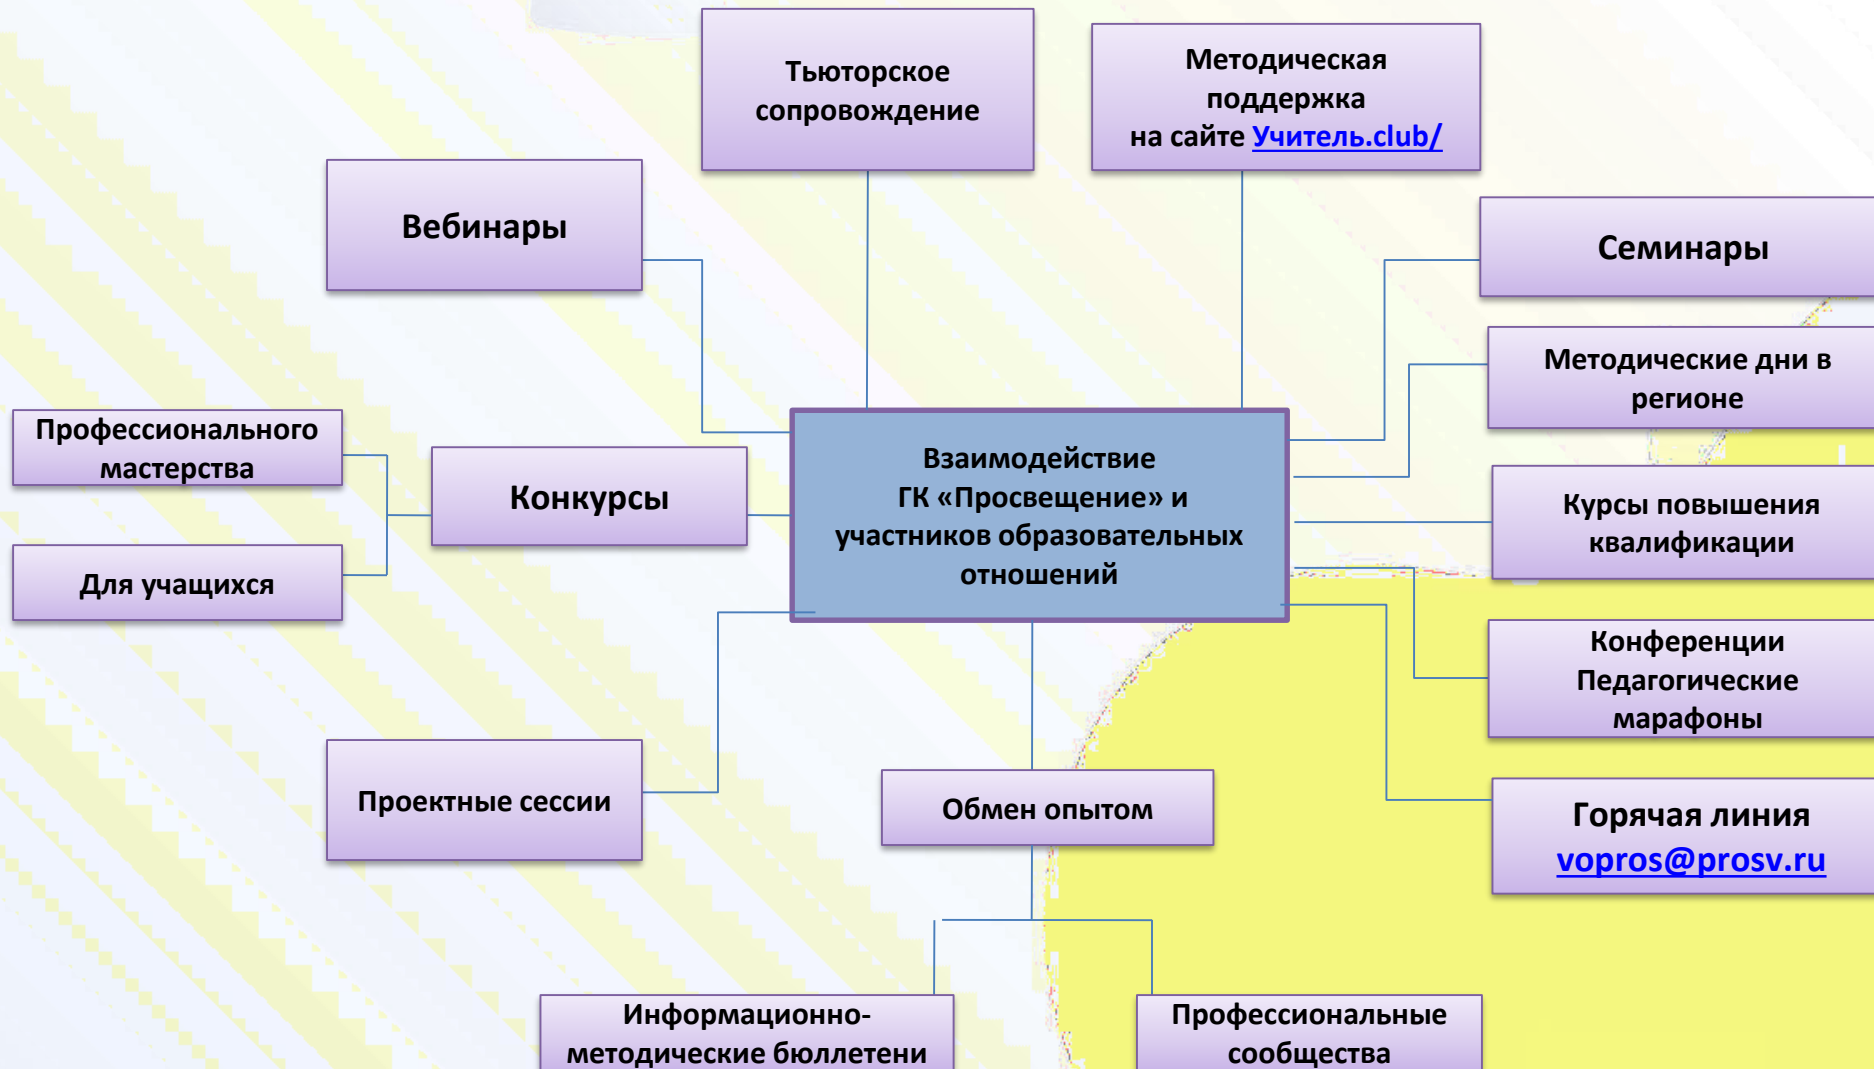 Тьюторское
сопровождение
Методическая
поддержка
на сайте Учитель.club/
Вебинары
Семинары
Методические дни в
регионе
Профессионального
мастерства
Конкурсы
Взаимодействие
ГК «Просвещение» и
участников образовательных
отношений
Курсы повышения
квалификации
Для учащихся
Конференции
Педагогические
марафоны
Проектные сессии
Обмен опытом
Горячая линия
vopros@prosv.ru
Информационно-
методические бюллетени
Профессиональные
сообщества